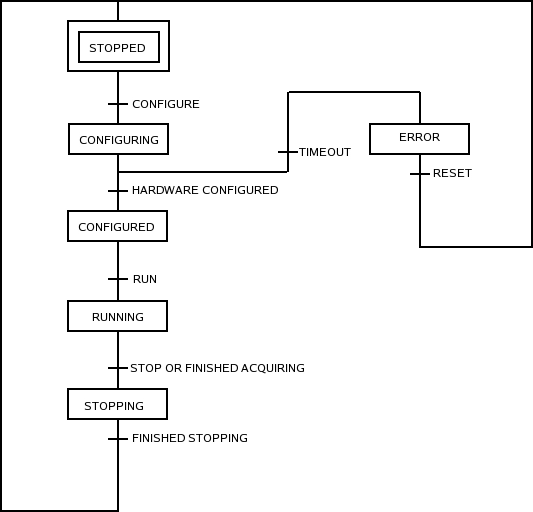 STOPPED
CONFIGURE
CONFIGURING
ERROR
TIMEOUT
RESET
HARDWARE CONFIGURED
CONFIGURED
RUN
RUNNING
STOP OR FINISHED ACQUIRING
STOPPING
FINISHED STOPPING